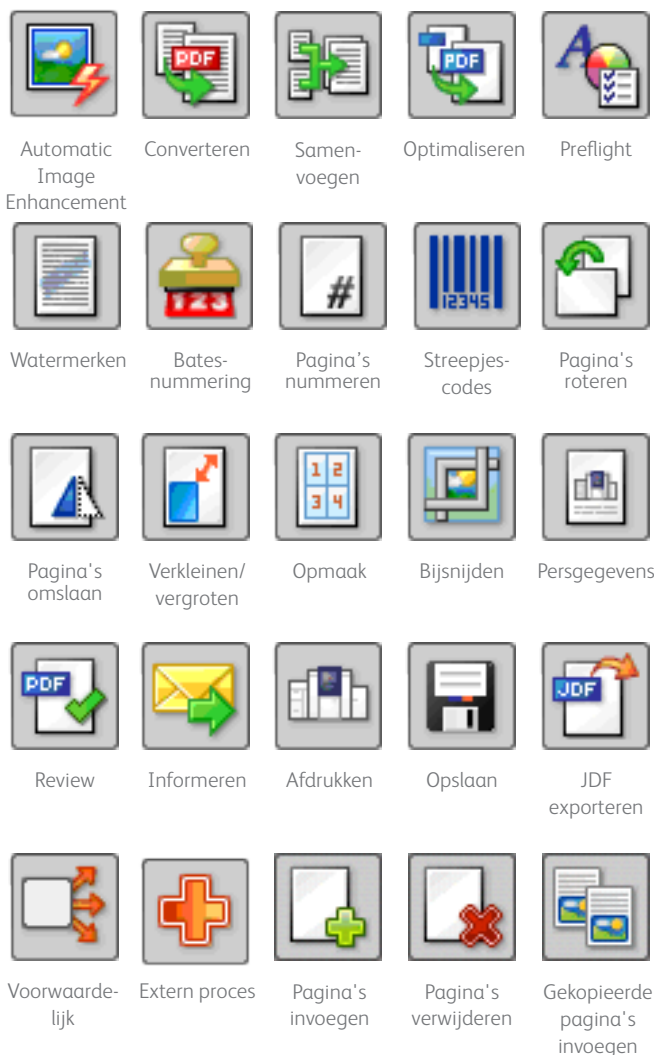 PDF
PDF
Automatic
Image
Enhancement
Converteren
Samen-
voegen
Optimaliseren
Preflight
A
123
#
12345
Watermerken
Bates-
nummering
Pagina’s
nummeren
Streepjes-
codes
Pagina's
roteren
1 2
3 4
Pagina's
omslaan
Verkleinen/
vergroten
Opmaak
Bijsnijden
Persgegevens
PDF
JDF
Review
Informeren
Afdrukken
Opslaan
JDF
exporteren
Voorwaarde-
lijk
Extern proces
Pagina's
invoegen
Pagina's
verwijderen
Gekopieerde
pagina's
invoegen